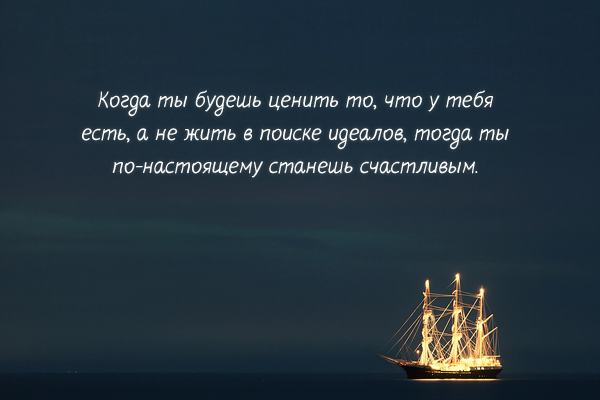 Когда ты будешь ценить то, что у тебя
есть, а не жить в поиске идеалов, тогда ты
по-настоящему станешь счастливым.